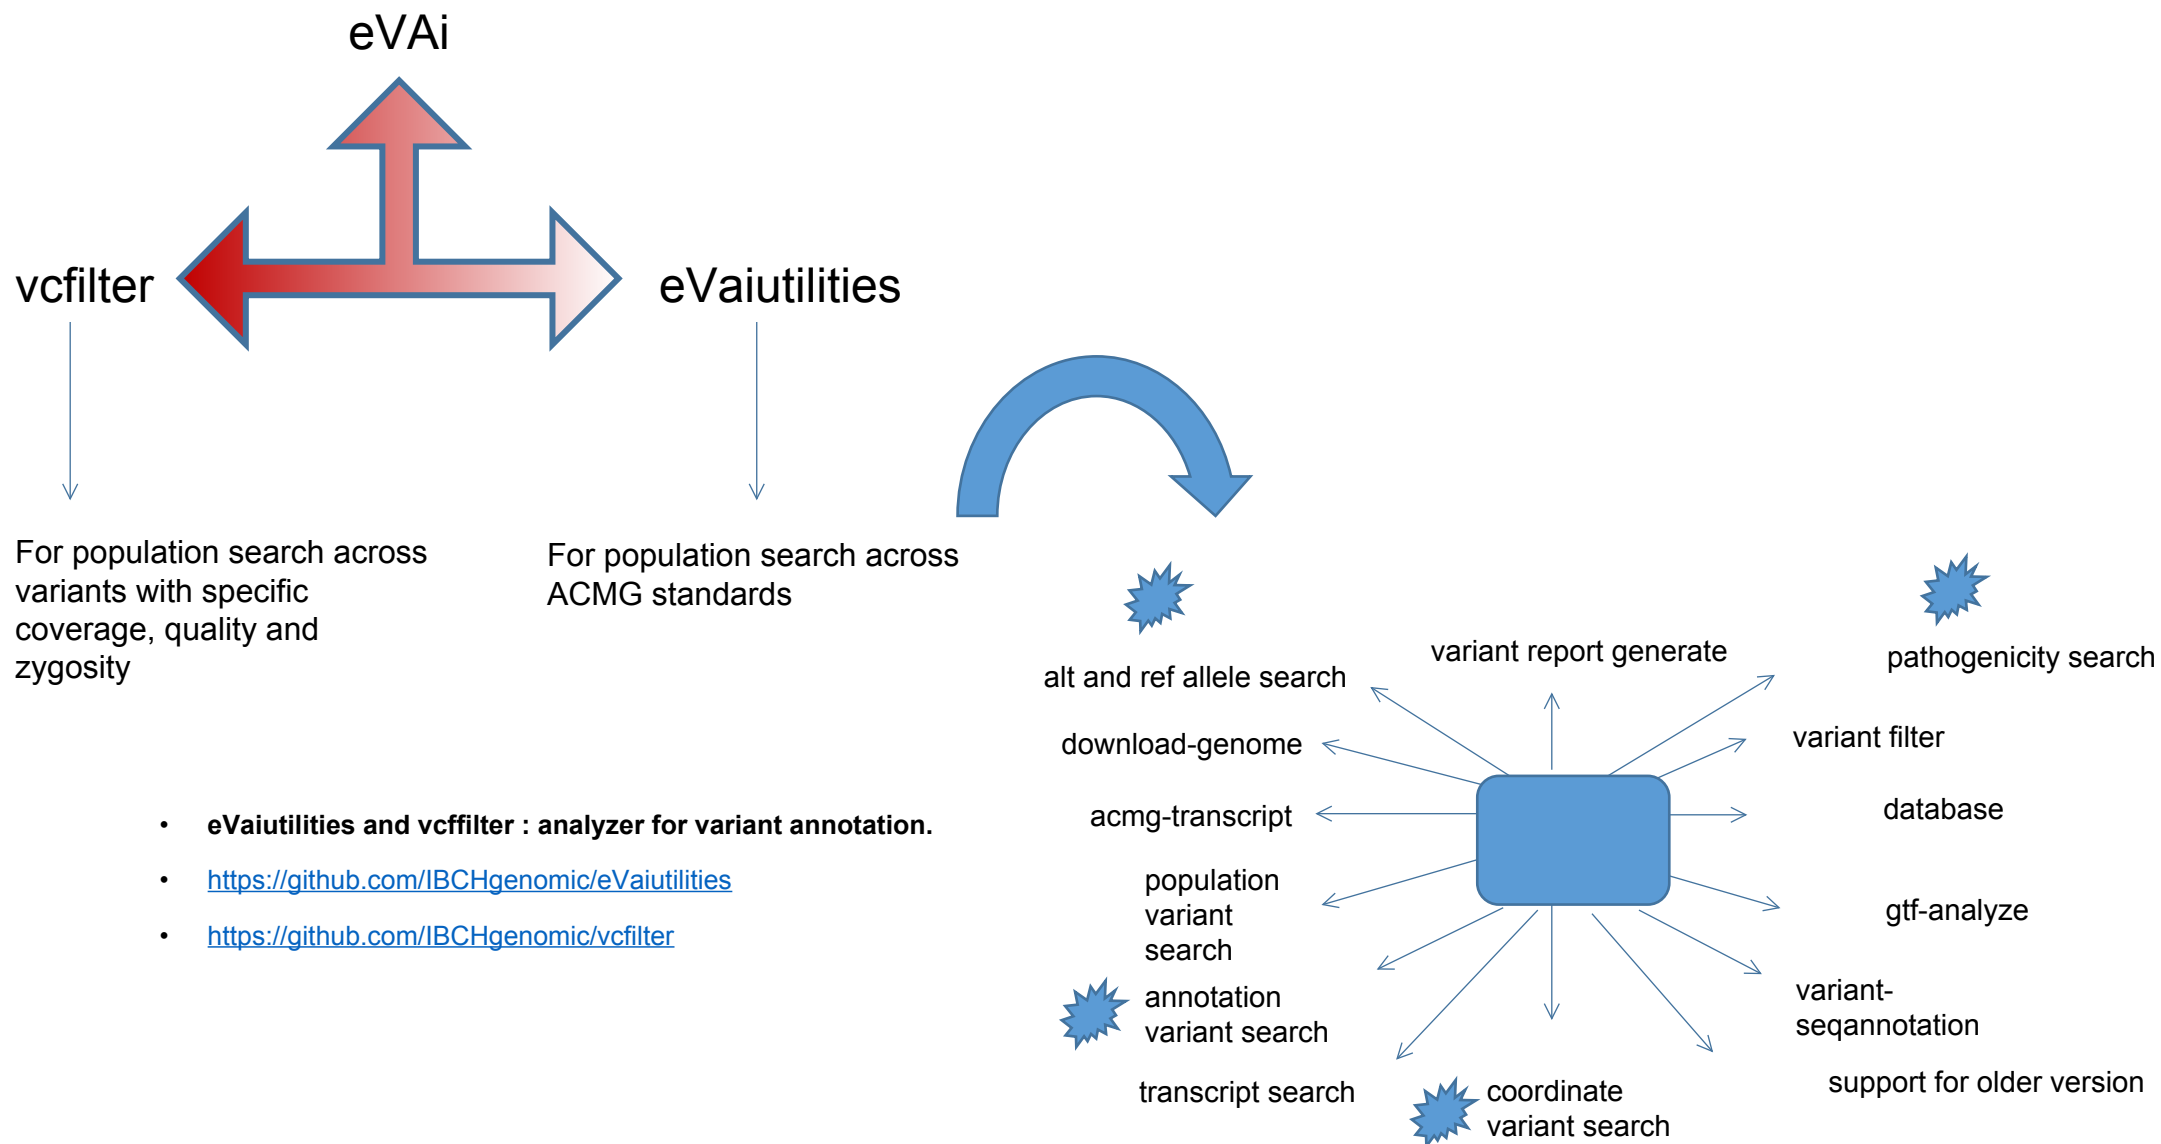 eVAi
vcfilter
eVaiutilities
For population search across
variants with specific
coverage, quality and
zygosity
For population search across
ACMG standards
• eVaiutilities and vcffilter : analyzer for variant annotation.
• https://github.com/IBCHgenomic/eVaiutilities
• https://github.com/IBCHgenomic/vcfilter
variant report generate
pathogenicity search
alt and ref allele search
variant filter
download-genome
database
acmg-transcript
population
variant
search
gtf-analyze
annotation
variant search
variant-
seqannotation
transcript search
coordinate
variant search
support for older version